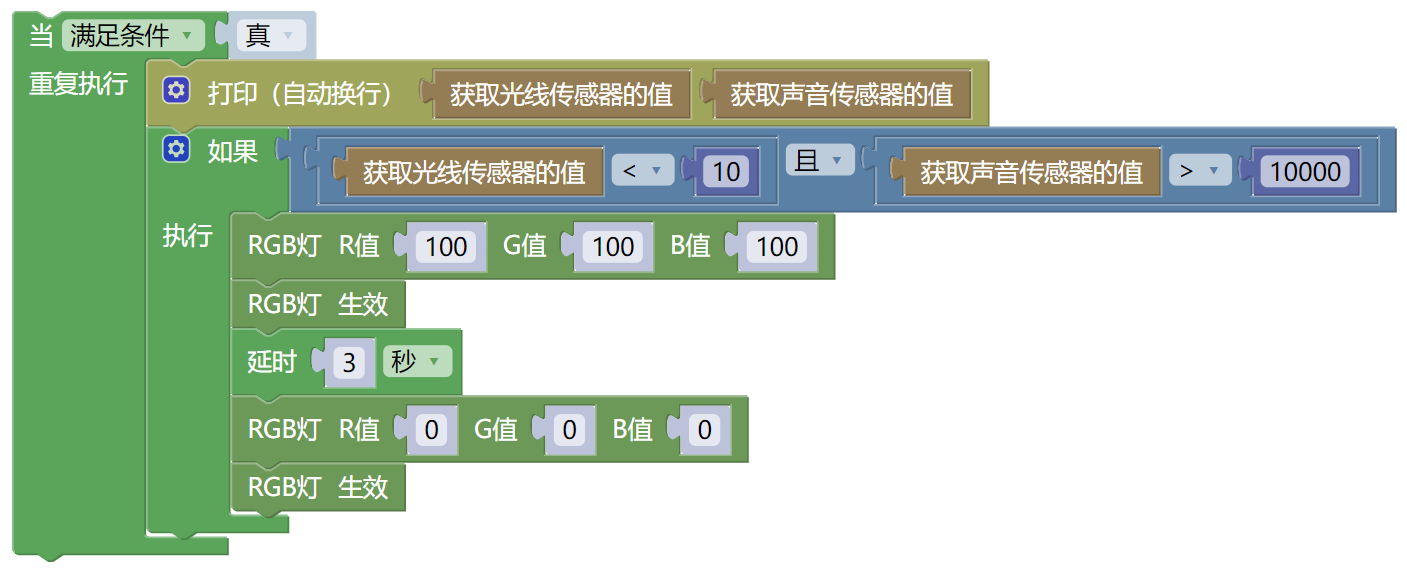 当 满足条件 真
重复执行 打印（自动换行） 获取光线传感器的值 获取声音传感器的值
如果 获取光线传感器的值 < 10 且 获取声音传感器的值 > 10000
执行 RGB灯 R值 100 G值 100 B值 100
RGB灯 生效
延时 3 秒
RGB灯 R值 0 G值 0 B值 0
RGB灯 生效